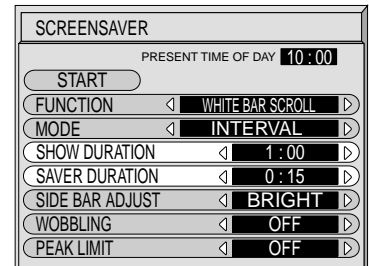 SCREENSAVER
PRESENT TIME OF DAY 10 : 00
START
FUNCTION WHITE BAR SCROLL
MODE INTERVAL
SHOW DURATION 1 : 00
SAVER DURATION 0 : 15
SIDE BAR ADJUST BRIGHT
WOBBLING OFF
PEAK LIMIT OFF